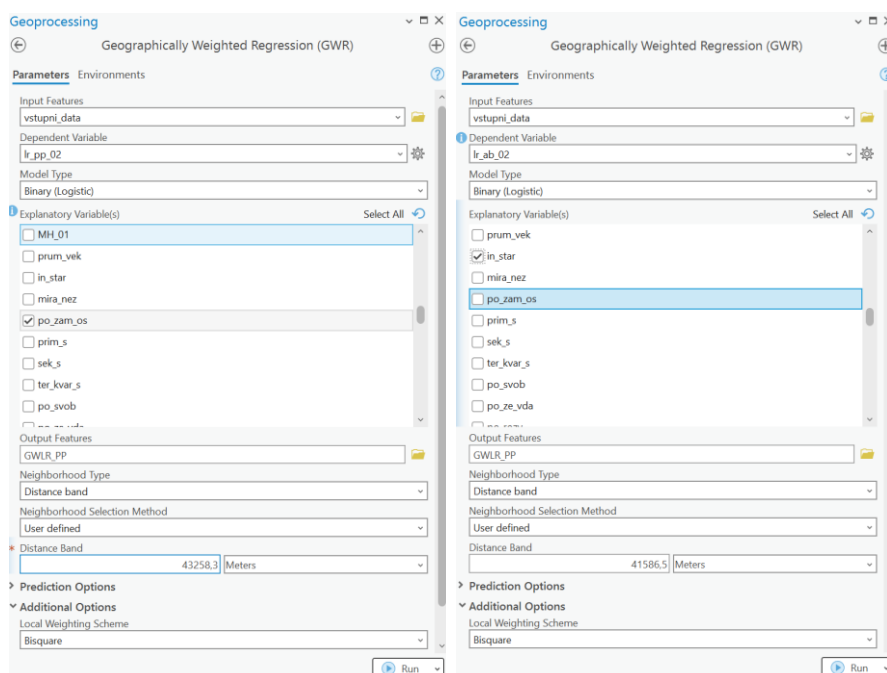 Geoprocessing
Geographically Weighted Regression (GWR)
Parameters Environments
Input Features
vstupni_data
Dependent Variable
lr_pp_02
Model Type
Binary (Logistic)
Explanatory Variable(s) Select All
MH_01
prum_vek
in_star
mira_nez
po_zam_os
prim_s
sek_s
ter_kvar_s
po_svob
Output Features
GWLR_PP
Neighborhood Type
Distance band
Neighborhood Selection Method
User defined
* Distance Band
43258,3 Meters
Prediction Options
Additional Options
Local Weighting Scheme
Bisquare
Run
Geoprocessing
Geographically Weighted Regression (GWR)
Parameters Environments
Input Features
vstupni_data
Dependent Variable
lr_ab_02
Model Type
Binary (Logistic)
Explanatory Variable(s) Select All
prum_vek
in_star
mira_nez
po_zam_os
prim_s
sek_s
ter_kvar_s
po_svob
po_ze_vda
Output Features
GWLR_PP
Neighborhood Type
Distance band
Neighborhood Selection Method
User defined
Distance Band
41586,5 Meters
Prediction Options
Additional Options
Local Weighting Scheme
Bisquare
Run